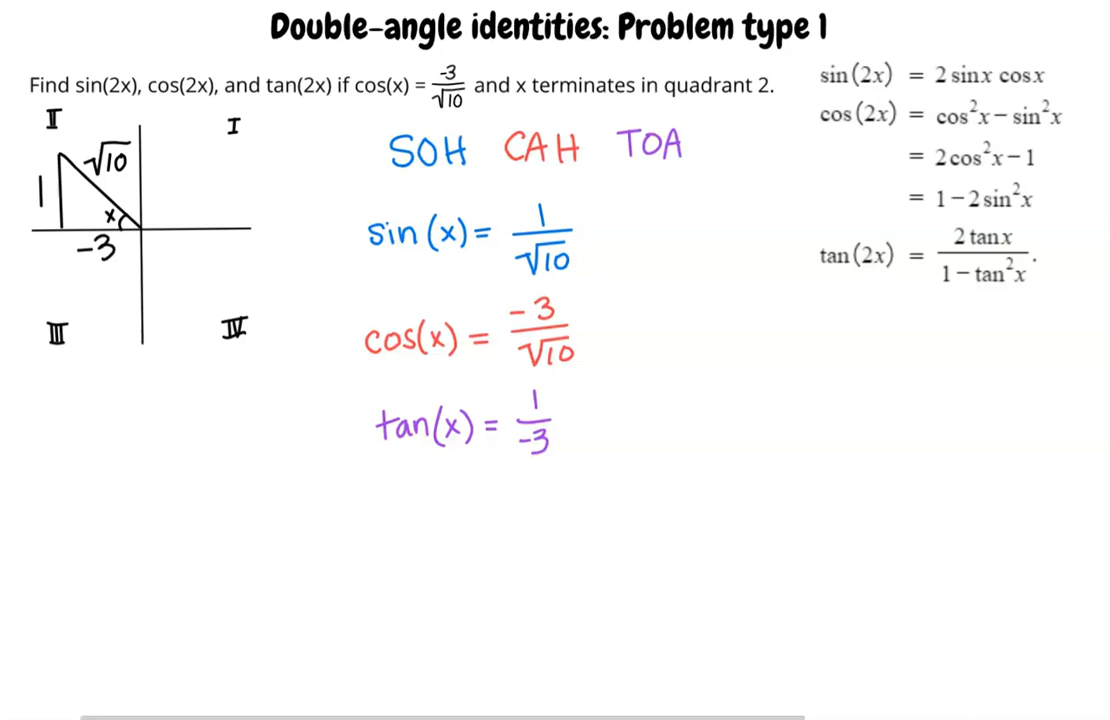 Double-angle identities: Problem type 1
Find sin(2x), cos(2x), and tan(2x) if cos(x) = -3/√10 and x terminates in quadrant 2.
sin(2x) = 2 sinx cosx
cos(2x) = cos²x − sin²x
= 2cos²x − 1
= 1 − 2 sin²x
tan(2x) = 2 tanx / 1 − tan²x .
II
I
√10
1
x
-3
III
IV
SOH CAH TOA
sin(x) = 1/√10
cos(x) = -3/√10
tan(x) = 1/-3